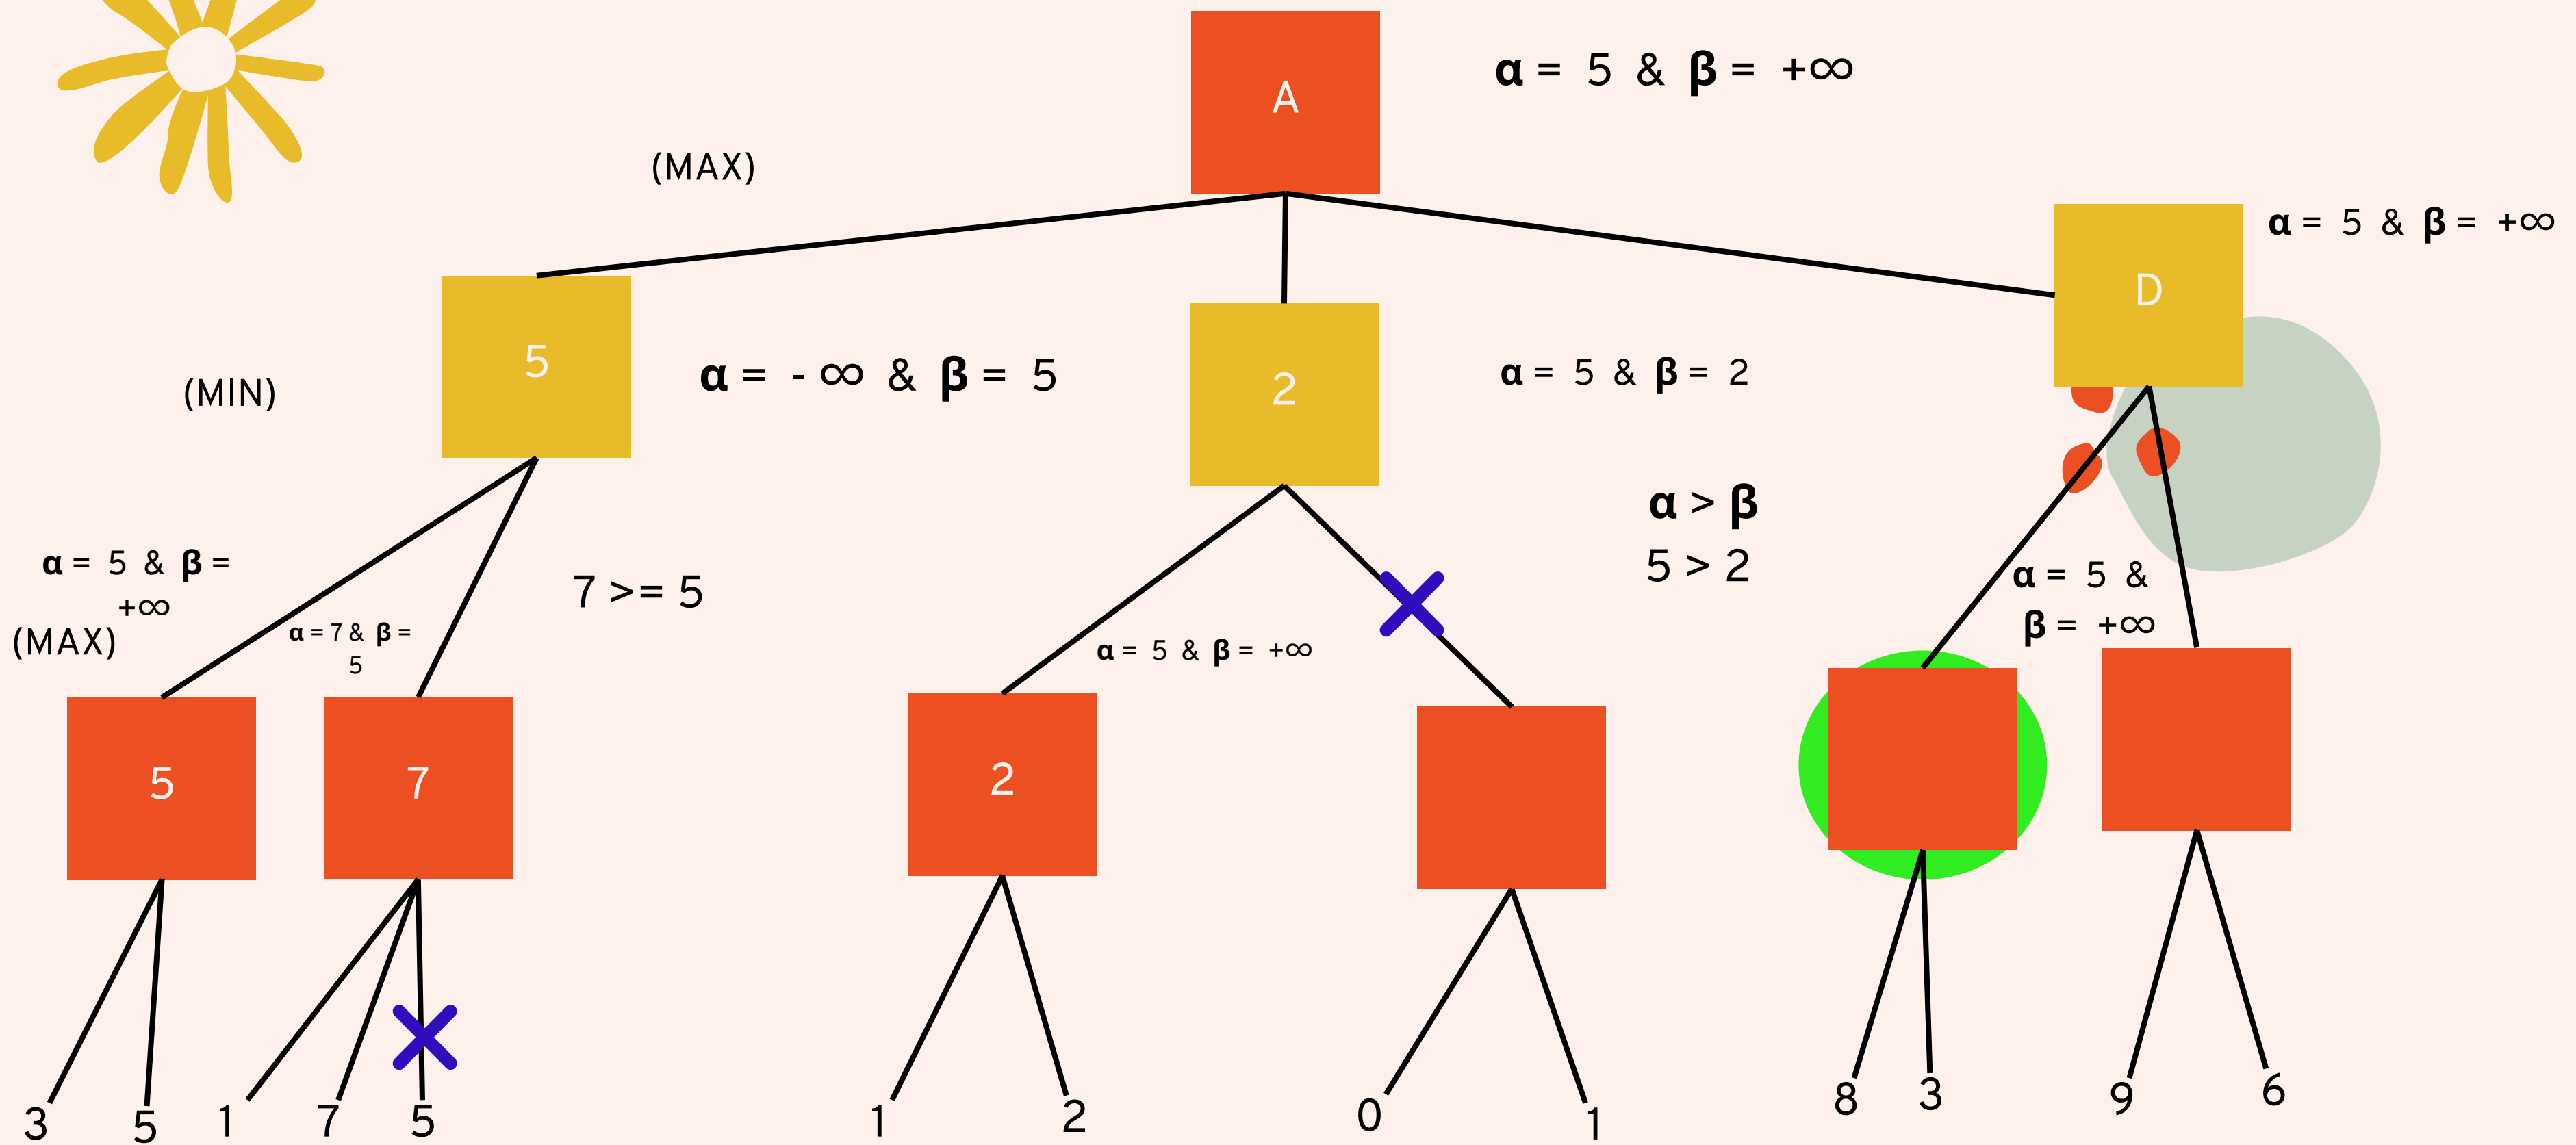 A
α = 5 & β = +∞
(MAX)
D
α = 5 & β = +∞
5
α = - ∞ & β = 5
2
α = 5 & β = 2
(MIN)
α > β
5 > 2
α = 5 & β =
+∞
7 >= 5
α = 5 &
β = +∞
(MAX)
α = 7 & β =
5
α = 5 & β = +∞
5
7
2
3
5
1
7
5
1
2
0
1
8
3
9
6